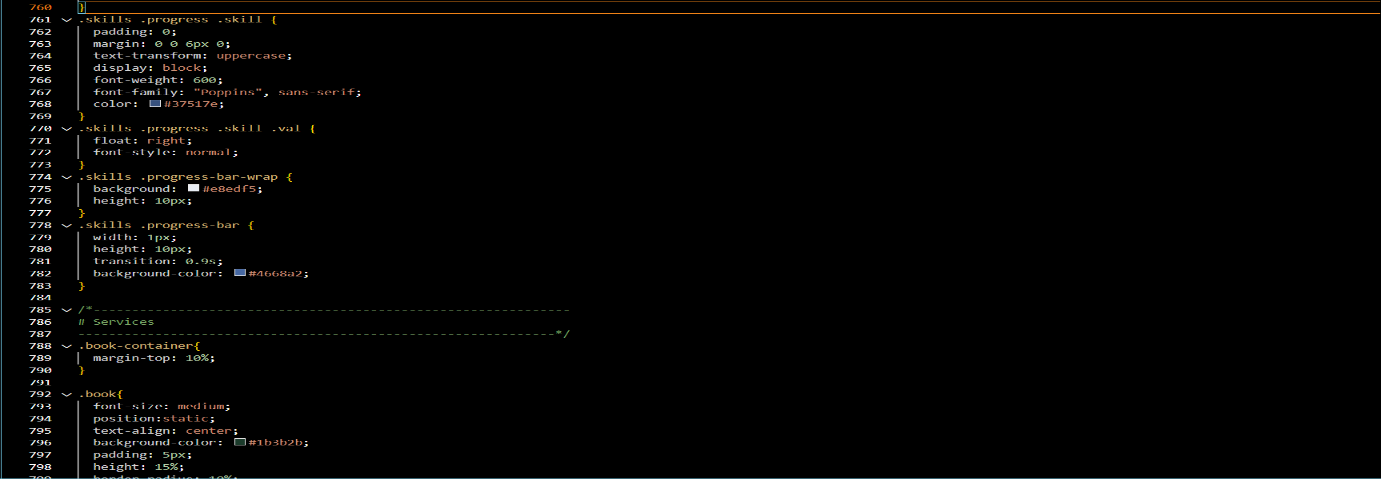 760 }
761 .skills .progress .skill {
762 padding: 0;
763 margin: 0 0 6px 0;
764 text-transform: uppercase;
765 display: block;
766 font-weight: 600;
767 font-family: "Poppins", sans-serif;
768 color: #37517e;
769 }
770 .skills .progress .skill .val {
771 float: right;
772 font-style: normal;
773 }
774 .skills .progress-bar-wrap {
775 background: #e8edf5;
776 height: 10px;
777 }
778 .skills .progress-bar {
779 width: 1px;
780 height: 10px;
781 transition: 0.9s;
782 background-color: #4668a2;
783 }
784
785 /*--------------------------------------------------------------
786 # Services
787 --------------------------------------------------------------*/
788 .book-container{
789 margin-top: 10%;
790 }
791
792 .book{
793 font-size: medium;
794 position:static;
795 text-align: center;
796 background-color: #1b3b2b;
797 padding: 5px;
798 height: 15%;
799 border-radius: 10%;